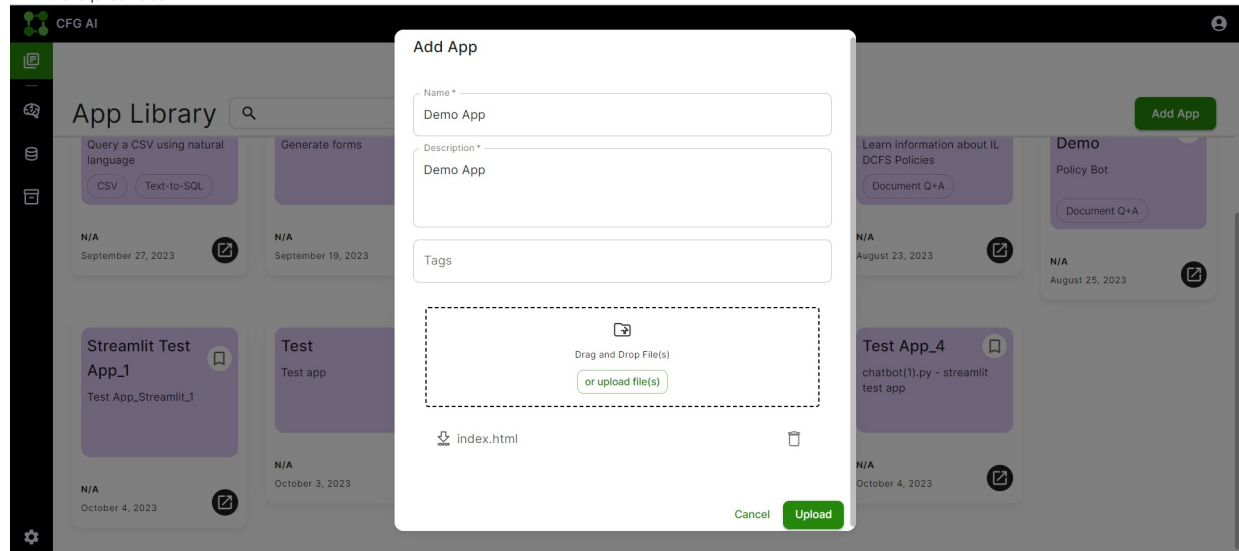 CFG AI
App Library
Add App
Query a CSV using natural
language
CSV
Text-to-SQL
N/A
September 27, 2023
Generate forms
N/A
September 19, 2023
Add App
Name *
Demo App
Description *
Demo App
Tags
Drag and Drop File(s)
or upload file(s)
index.html
Cancel
Upload
Learn information about IL
DCFS Policies
Document Q+A
N/A
August 23, 2023
Demo
Policy Bot
Document Q+A
N/A
August 25, 2023
Streamlit Test
App_1
Test App_Streamlit_1
N/A
October 4, 2023
Test
Test app
N/A
October 3, 2023
Test App_4
chatbot(1).py - streamlit
test app
N/A
October 4, 2023